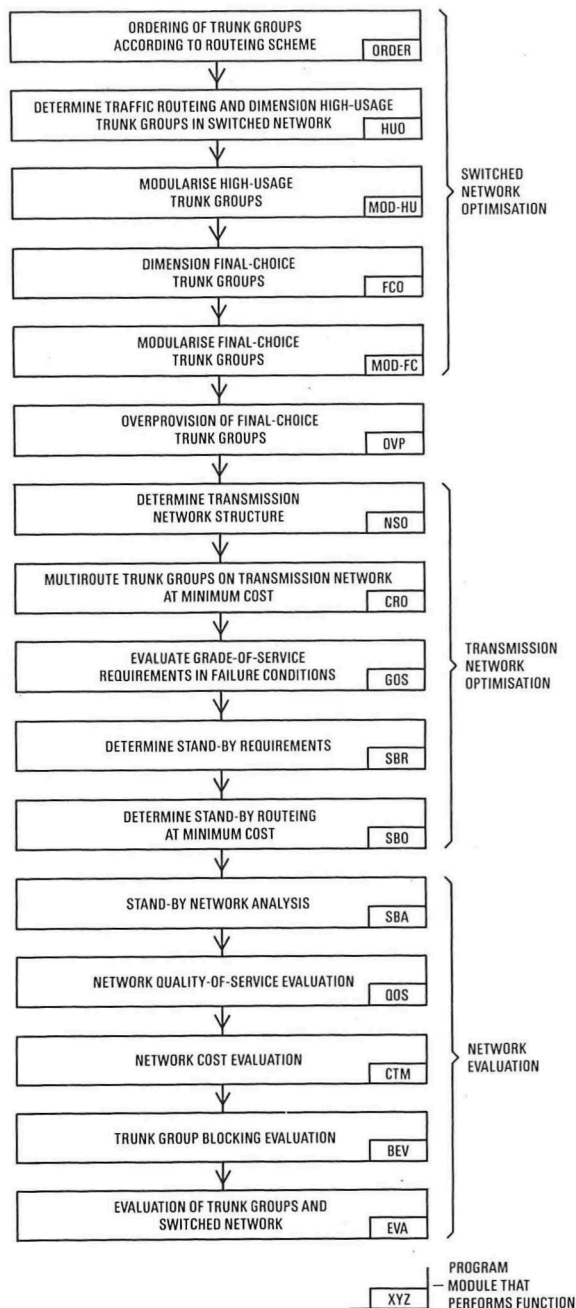 ORDERING OF TRUNK GROUPS
ACCORDING TO ROUTEING SCHEME
ORDER
DETERMINE TRAFFIC ROUTEING AND DIMENSION HIGH-USAGE
TRUNK GROUPS IN SWITCHED NETWORK
HUO
MODULARISE HIGH-USAGE
TRUNK GROUPS
MOD-HU
DIMENSION FINAL-CHOICE
TRUNK GROUPS
FCO
MODULARISE FINAL-CHOICE
TRUNK GROUPS
MOD-FC
SWITCHED
NETWORK
OPTIMISATION
OVERPROVISION OF FINAL-CHOICE
TRUNK GROUPS
OVP
DETERMINE TRANSMISSION
NETWORK STRUCTURE
NSO
MULTIROUTE TRUNK GROUPS ON TRANSMISSION NETWORK
AT MINIMUM COST
CRO
EVALUATE GRADE-OF-SERVICE
REQUIREMENTS IN FAILURE CONDITIONS
GOS
DETERMINE STAND-BY REQUIREMENTS
SBR
DETERMINE STAND-BY ROUTEING
AT MINIMUM COST
SBO
TRANSMISSION
NETWORK
OPTIMISATION
STAND-BY NETWORK ANALYSIS
SBA
NETWORK QUALITY-OF-SERVICE EVALUATION
QOS
NETWORK COST EVALUATION
CTM
TRUNK GROUP BLOCKING EVALUATION
BEV
EVALUATION OF TRUNK GROUPS AND
SWITCHED NETWORK
EVA
NETWORK
EVALUATION
XYZ
PROGRAM
MODULE THAT
PERFORMS FUNCTION